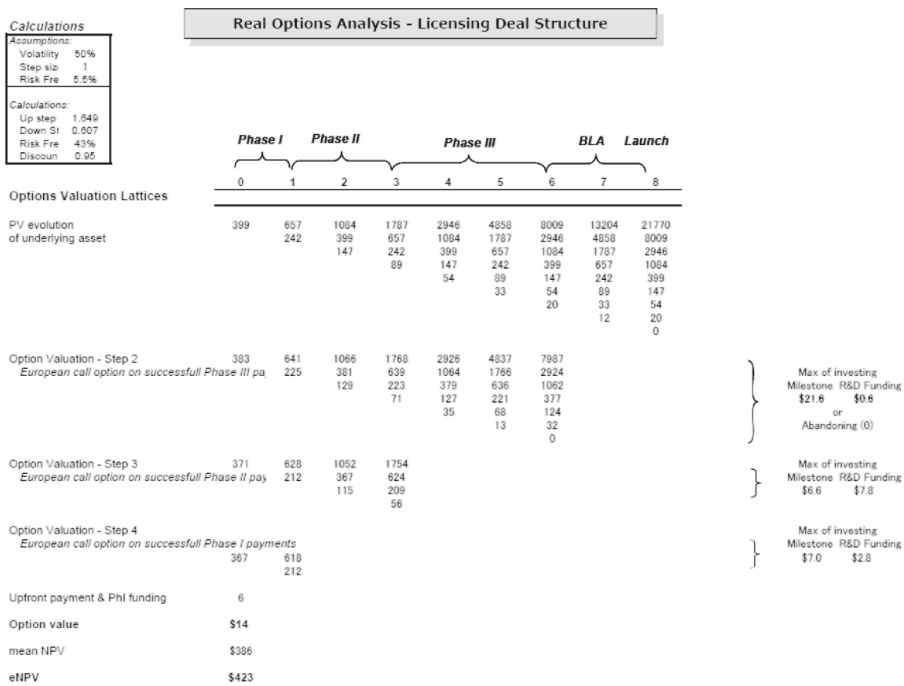 Real Options Analysis - Licensing Deal Structure
Calculations
Assumptions:
Volatility 50%
Step siz 1
Risk Fre 5.5%
Calculations:
Up step 1.649
Down St 0.607
Risk Fre 43%
Discoun 0.95
Phase I Phase II Phase III BLA Launch
0 1 2 3 4 5 6 7 8
Options Valuation Lattices
PV evolution 399 657 1084 1787 2946 4858 8009 13204 21770
of underlying asset 242 399 657 1084 1787 2946 4858 8009
147 242 399 657 1084 1787 2946
89 147 242 399 657 1084
54 89 147 242 399
33 54 89 147
20 33 54
12 20
0
Option Valuation - Step 2 383 641 1066 1768 2926 4837 7987
European call option on successfull Phase III pa 225 381 639 1064 1766 2924 Max of investing
129 223 379 636 1062 Milestone R&D Funding
71 127 221 377 $21.6 $0.6
35 68 124 or
13 32 Abandoning (0)
0
Option Valuation - Step 3 371 628 1052 1754 Max of investing
European call option on successfull Phase II pay 212 367 624 Milestone R&D Funding
115 209 $6.6 $7.8
56
Option Valuation - Step 4 Max of investing
European call option on successfull Phase I payments Milestone R&D Funding
367 618 $7.0 $2.8
212
Upfront payment & PhI funding 6
Option value $14
mean NPV $386
eNPV $423